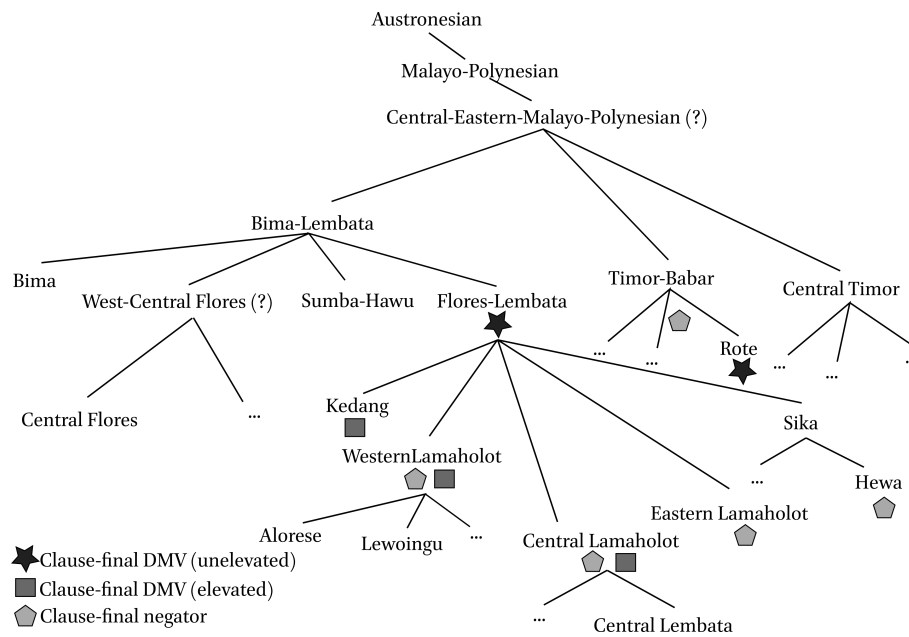 Austronesian
Malayo-Polynesian
Central-Eastern-Malayo-Polynesian (?)
Bima-Lembata
Bima
West-Central Flores (?)
Sumba-Hawu
Flores-Lembata
Timor-Babar
Central Timor
...
...
Rote
...
...
...
Central Flores
...
Kedang
Sika
WesternLamaholot
...
Hewa
Alorese
Lewoingu
...
Central Lamaholot
Eastern Lamaholot
...
Central Lembata
Clause-final DMV (unelevated)
Clause-final DMV (elevated)
Clause-final negator